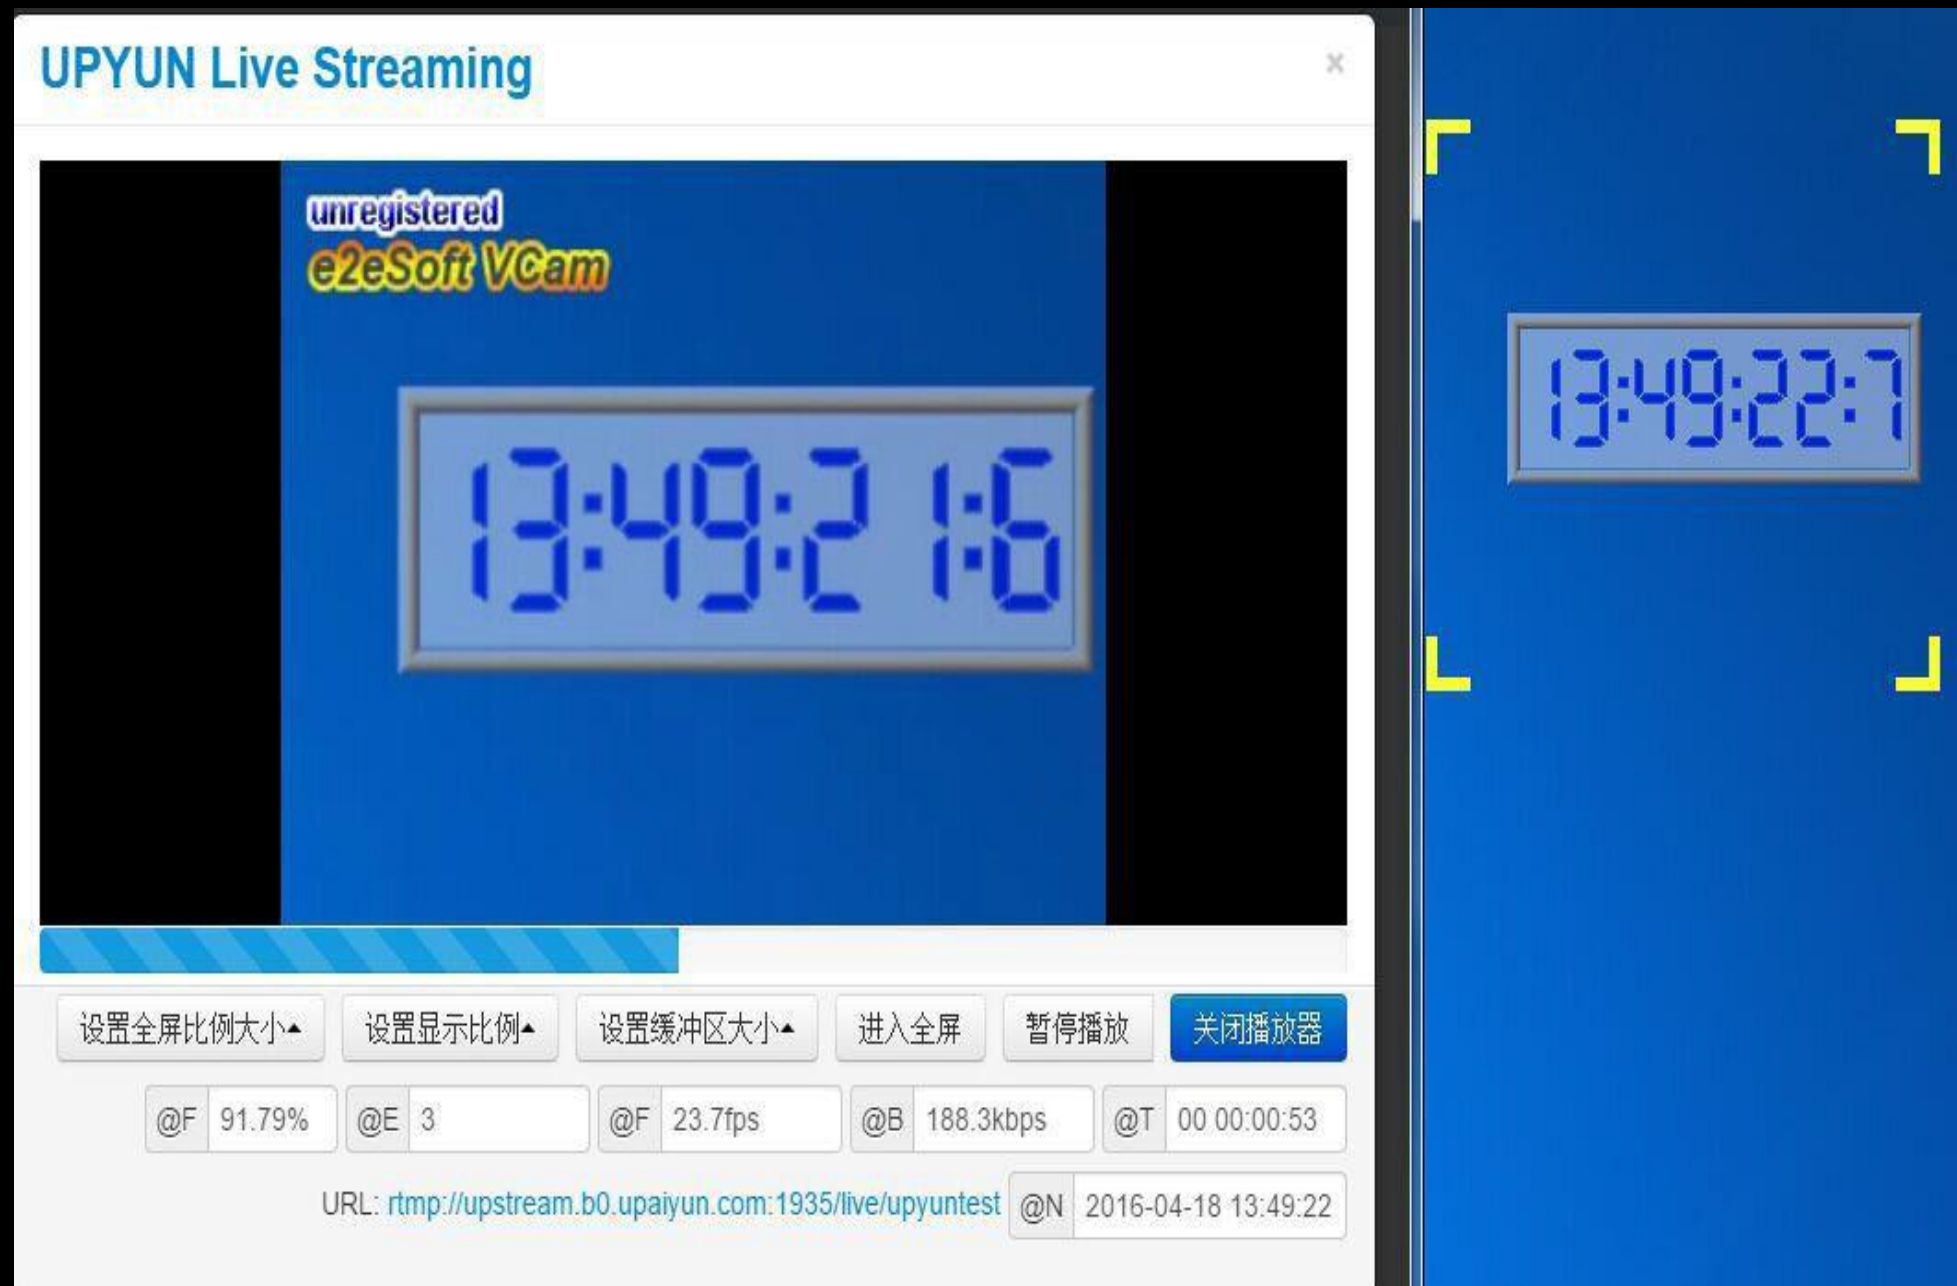 UPYUN Live Streaming
×
unregistered
e2eSoft VCam
13:49:21:6
13:49:22:7
设置全屏比例大小▲ 设置显示比例▲ 设置缓冲区大小▲ 进入全屏 暂停播放 关闭播放器
@F 91.79% @E 3 @F 23.7fps @B 188.3kbps @T 00 00:00:53
URL: rtmp://upstream.b0.upaiyun.com:1935/live/upyuntest @N 2016-04-18 13:49:22